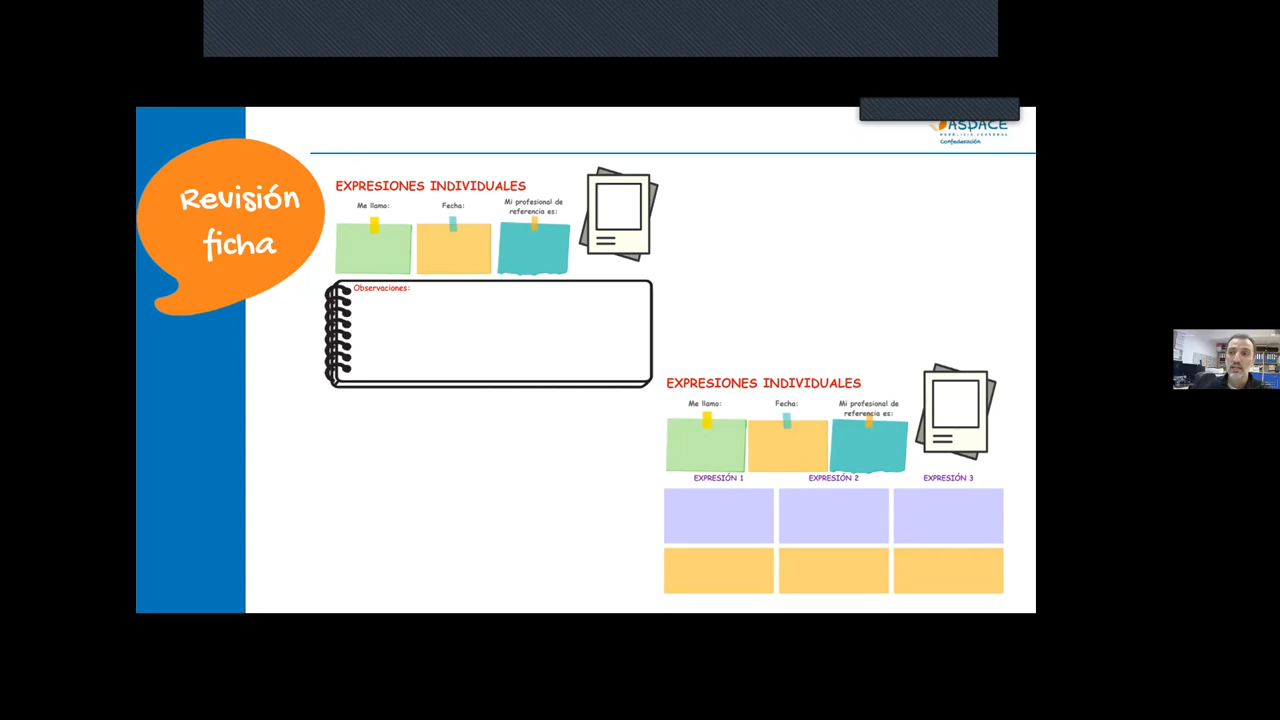 ASPACE
Confederación
Revisión
ficha
EXPRESIONES INDIVIDUALES
Me llamo:
Fecha:
Mi profesional de
referencia es:
Observaciones:
EXPRESIONES INDIVIDUALES
Me llamo:
Fecha:
Mi profesional de
referencia es:
EXPRESIÓN 1
EXPRESIÓN 2
EXPRESIÓN 3